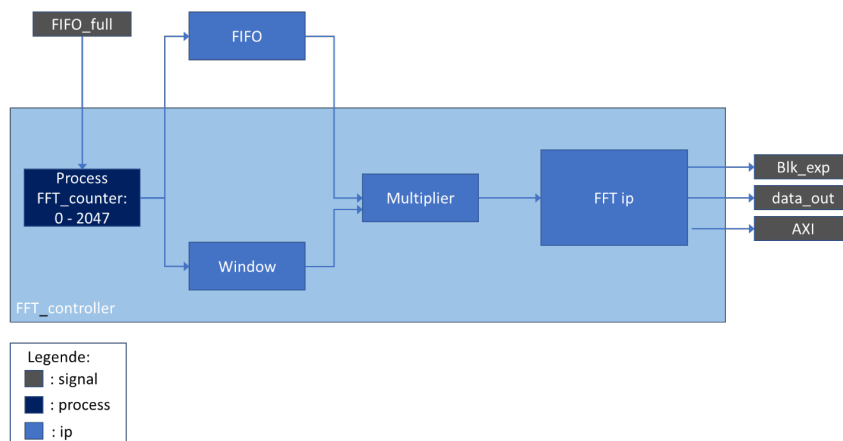 FIFO_full
FIFO
Process
FFT_counter:
0 - 2047
Multiplier
FFT ip
Blk_exp
data_out
AXI
Window
FFT_controller
Legende:
: signal
: process
: ip